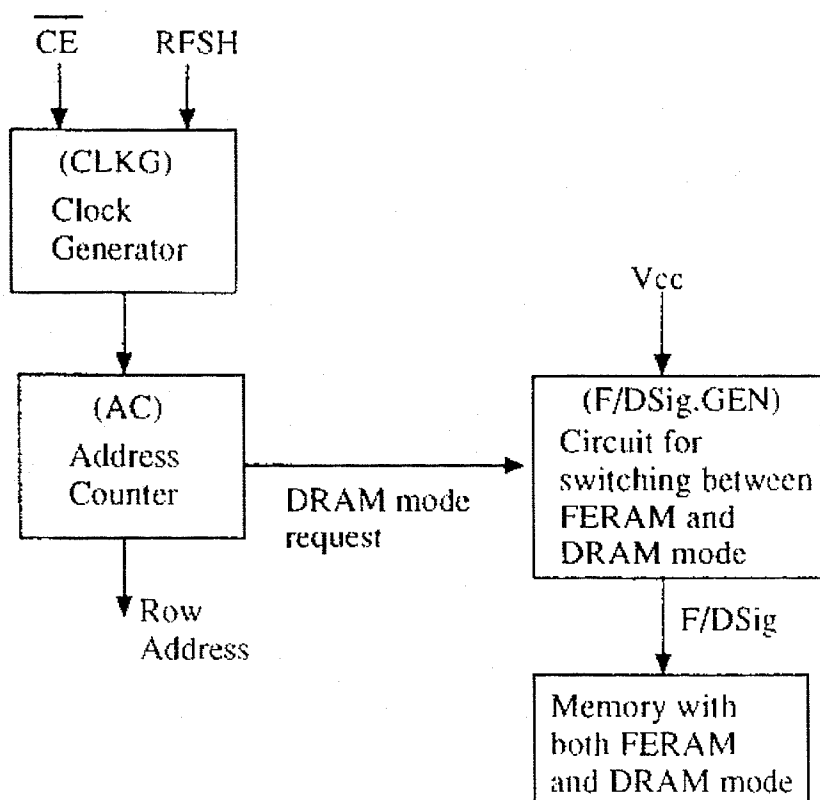 CE RFSH
(CLKG)
Clock
Generator
Vcc
(AC)
Address
Counter
DRAM mode
request
(F/DSig.GEN)
Circuit for
switching between
FERAM and
DRAM mode
Row
Address
F/DSig
Memory with
both FERAM
and DRAM mode